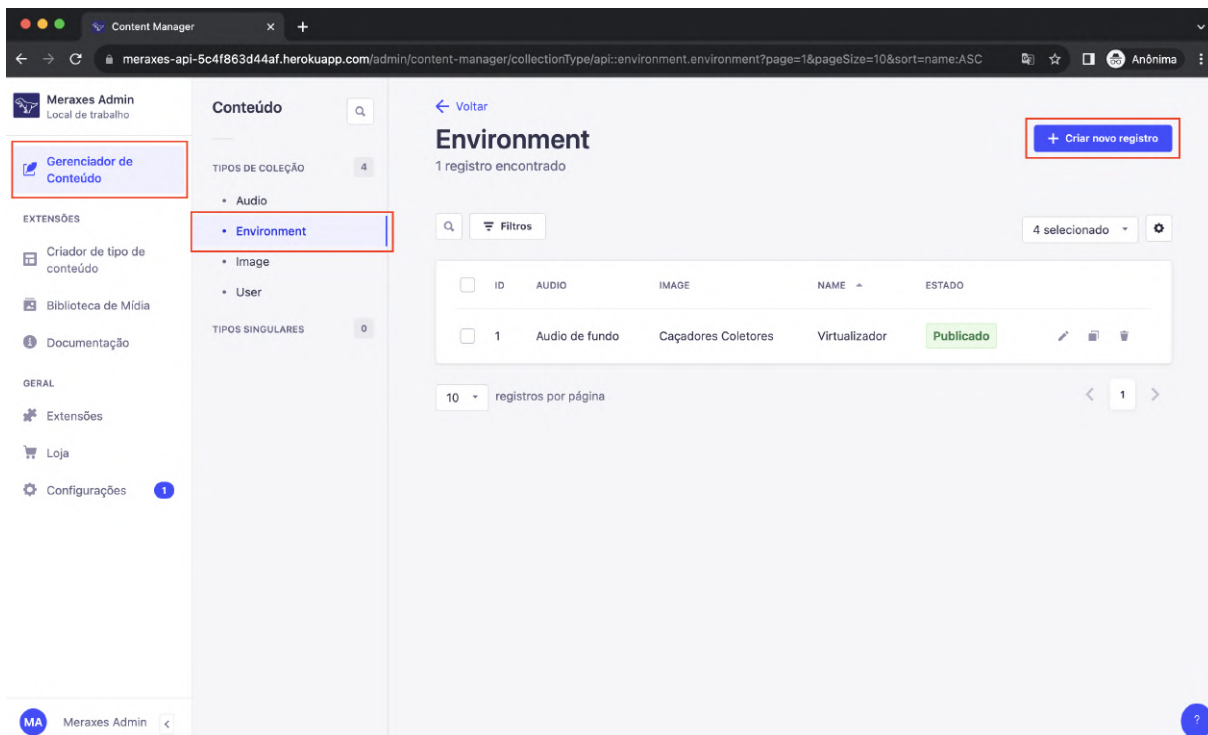 Content Manager
meraxes-api-5c4f863d44af.herokuapp.com/admin/content-manager/collectionType/api::environment.environment?page=1&pageSize=10&sort=name:ASC
Anônima
Meraxes Admin
Local de trabalho
Gerenciador de
Conteúdo
EXTENSÕES
Criador de tipo de
conteúdo
Biblioteca de Mídia
Documentação
GERAL
Extensões
Loja
Configurações 1
MA Meraxes Admin
Conteúdo
TIPOS DE COLEÇÃO 4
• Audio
• Environment
• Image
• User
TIPOS SINGULARES 0
← Voltar
Environment
1 registro encontrado
+ Criar novo registro
Filtros
4 selecionado
ID AUDIO IMAGE NAME ESTADO
1 Audio de fundo Caçadores Coletores Virtualizador Publicado
10 registros por página
< 1 >
?